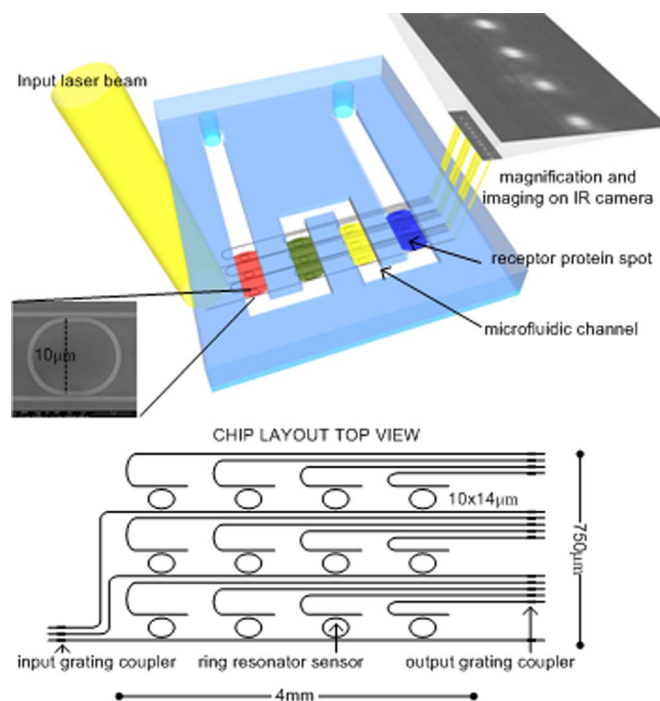 Input laser beam
magnification and
imaging on IR camera
receptor protein spot
microfluidic channel
10μm
CHIP LAYOUT TOP VIEW
10x14μm
750μm
input grating coupler
ring resonator sensor
output grating coupler
4mm